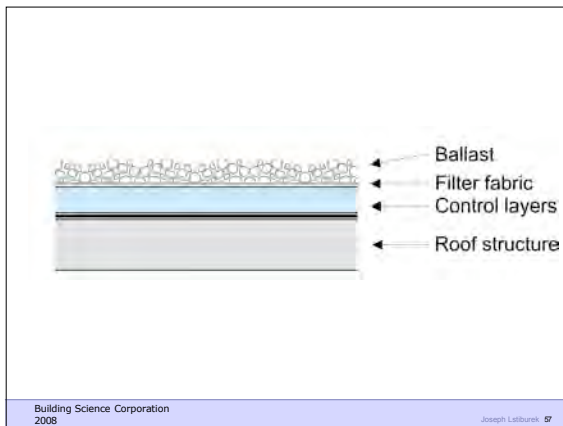 Ballast
Filter fabric
Control layers
Roof structure
Building Science Corporation
2008
Joseph Lstiburek 57